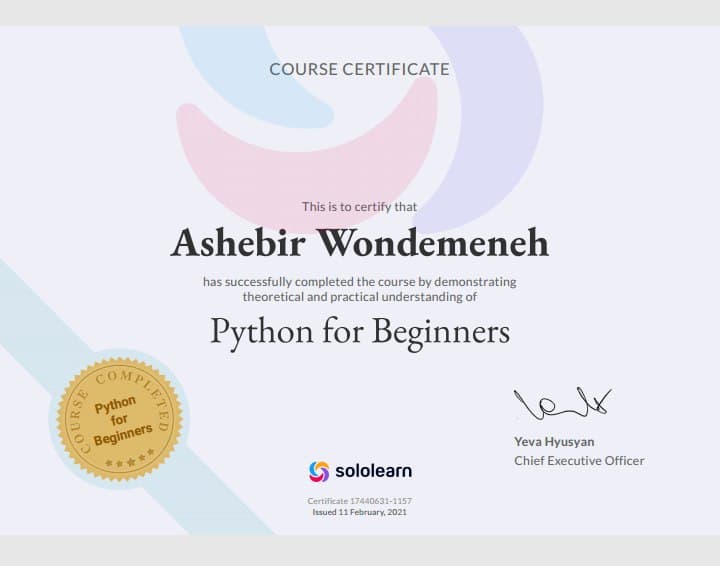 COURSE CERTIFICATE
This is to certify that
Ashebir Wondemeneh
has successfully completed the course by demonstrating
theoretical and practical understanding of
Python for Beginners
COURSE COMPLETED
Python
for
Beginners
Yeva Hyusyan
Chief Executive Officer
sololearn
Certificate 17440631-1157
Issued 11 February, 2021